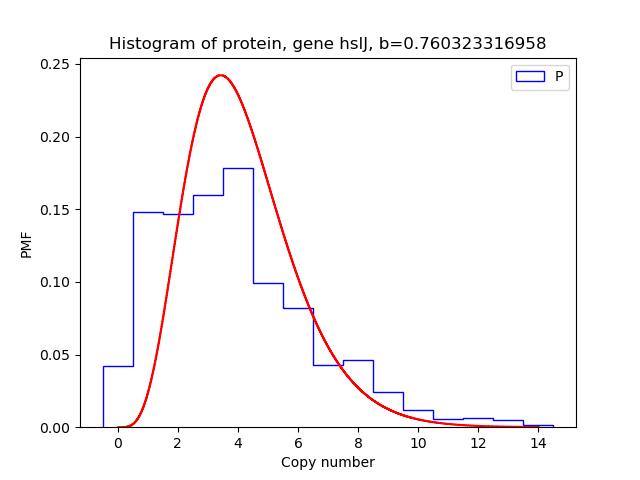 Histogram of protein, gene hslJ, b=0.760323316958
P
0.25
0.20
0.15
0.10
0.05
0.00
PMF
0 2 4 6 8 10 12 14
Copy number